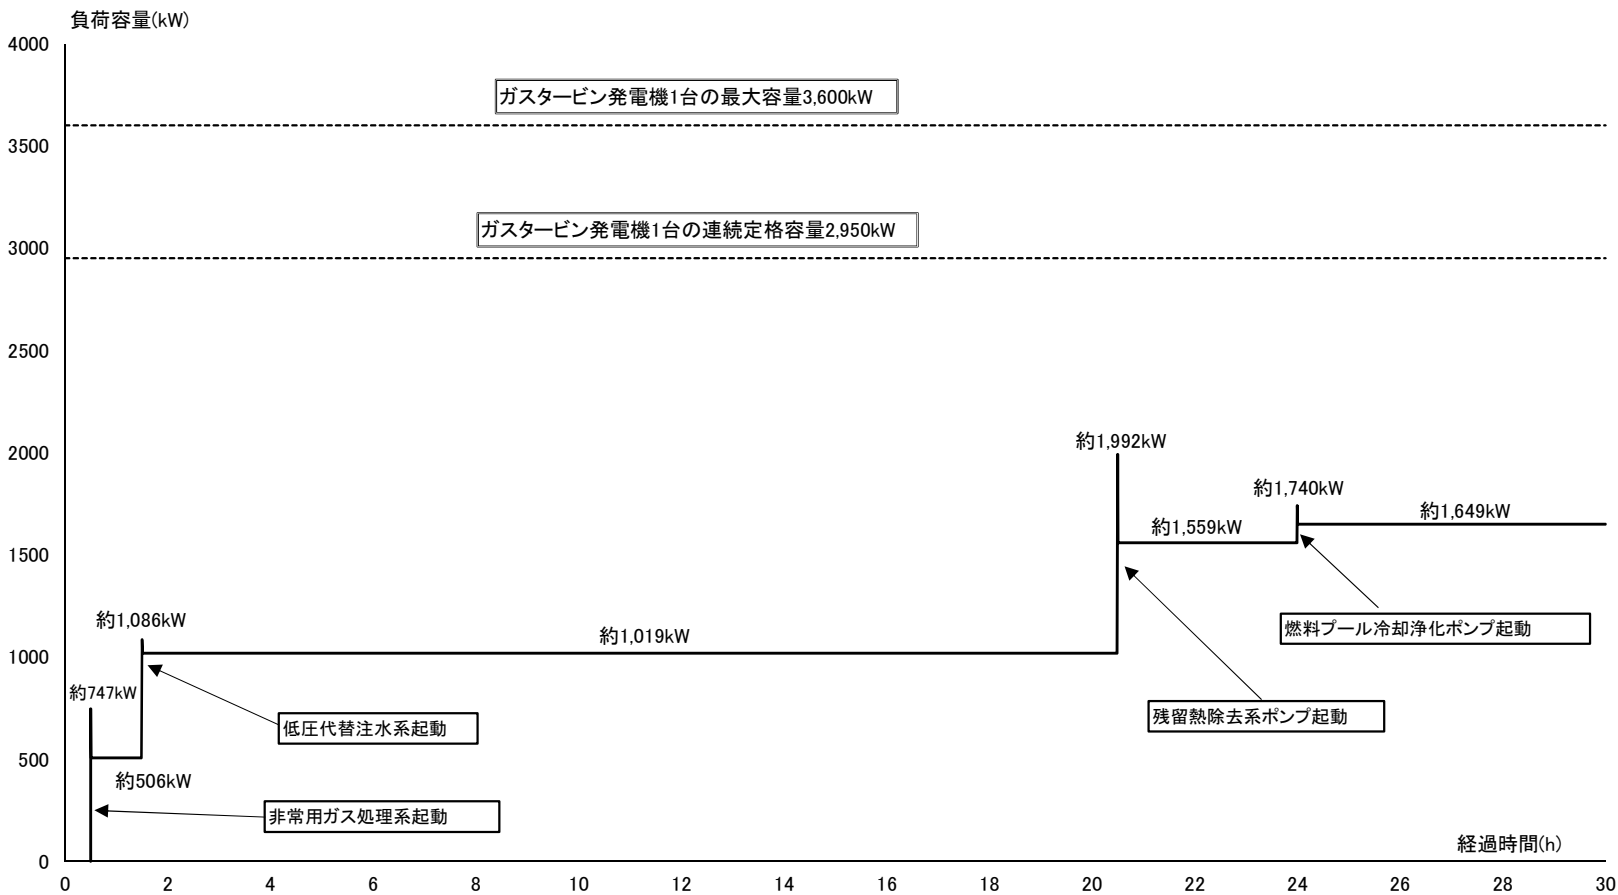 負荷容量(kW)
4000
ガスタービン発電機1台の最大容量3,600kW
3500
ガスタービン発電機1台の連続定格容量2,950kW
3000
2500
2000
約1,992kW
約1,740kW
約1,649kW
約1,559kW
1500
約1,086kW
約1,019kW
燃料プール冷却浄化ポンプ起動
1000
約747kW
残留熱除去系ポンプ起動
低圧代替注水系起動
500
約506kW
非常用ガス処理系起動
経過時間(h)
0
0 2 4 6 8 10 12 14 16 18 20 22 24 26 28 30